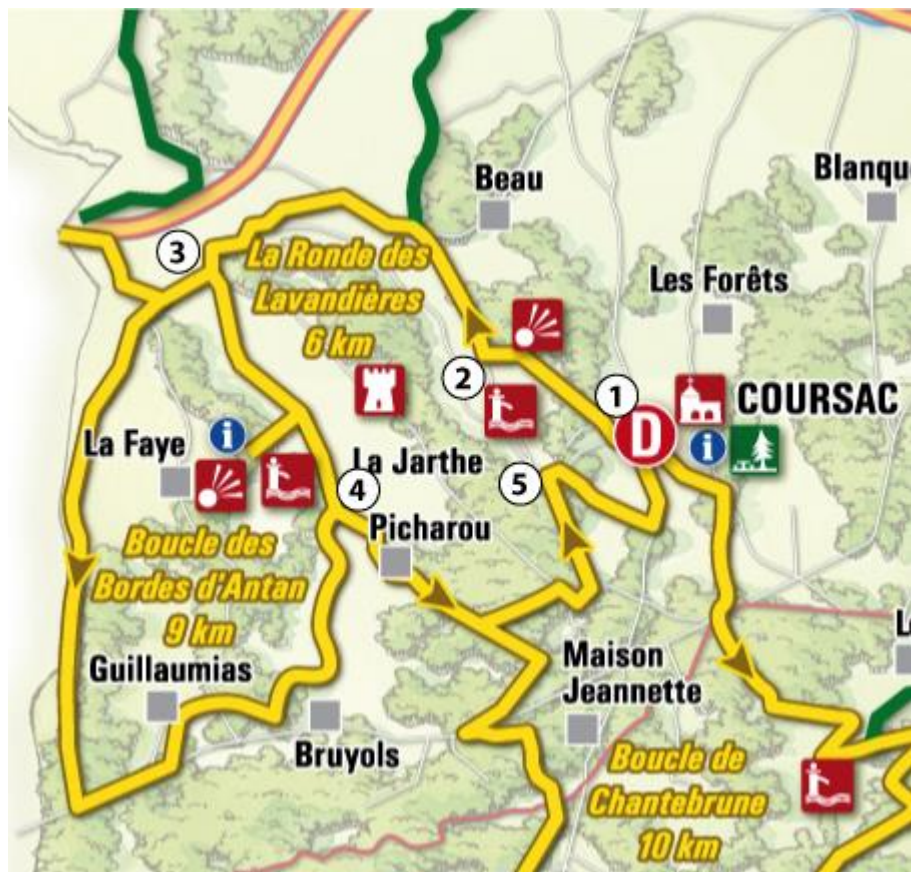 Beau
Blanqu
3
La Ronde des
Lavandières
6 km
Les Forêts
2
1
D
COURSAC
i
i
La Faye
La Jarthe
4
5
Picharou
Boucle des
Bordes d'Antan
9 km
Guillaumias
Bruyols
Maison
Jeannette
L
Boucle de
Chantebrune
10 km